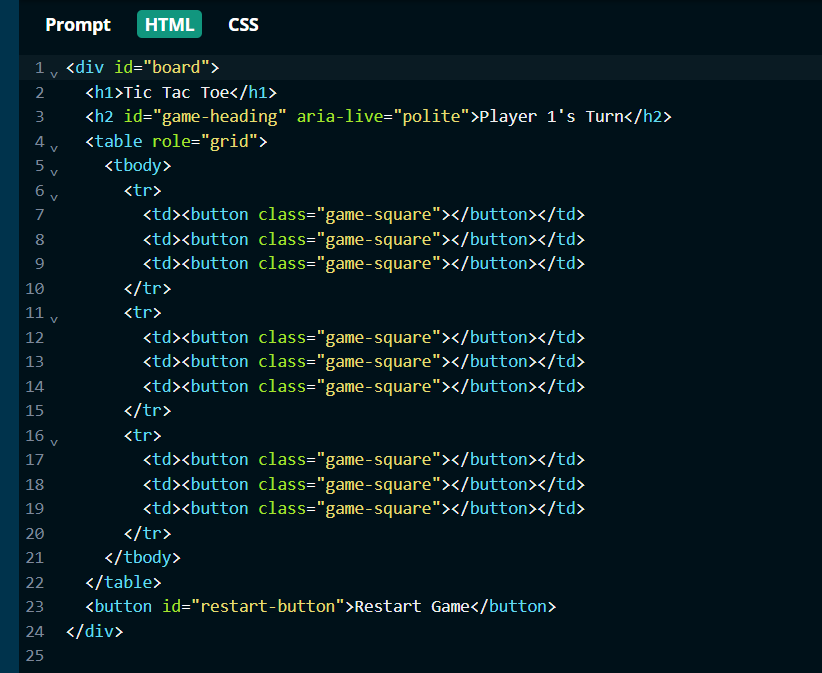 Prompt HTML CSS
1 <div id="board">
2   <h1>Tic Tac Toe</h1>
3   <h2 id="game-heading" aria-live="polite">Player 1's Turn</h2>
4   <table role="grid">
5     <tbody>
6       <tr>
7         <td><button class="game-square"></button></td>
8         <td><button class="game-square"></button></td>
9         <td><button class="game-square"></button></td>
10       </tr>
11       <tr>
12         <td><button class="game-square"></button></td>
13         <td><button class="game-square"></button></td>
14         <td><button class="game-square"></button></td>
15       </tr>
16       <tr>
17         <td><button class="game-square"></button></td>
18         <td><button class="game-square"></button></td>
19         <td><button class="game-square"></button></td>
20       </tr>
21     </tbody>
22   </table>
23   <button id="restart-button">Restart Game</button>
24 </div>
25